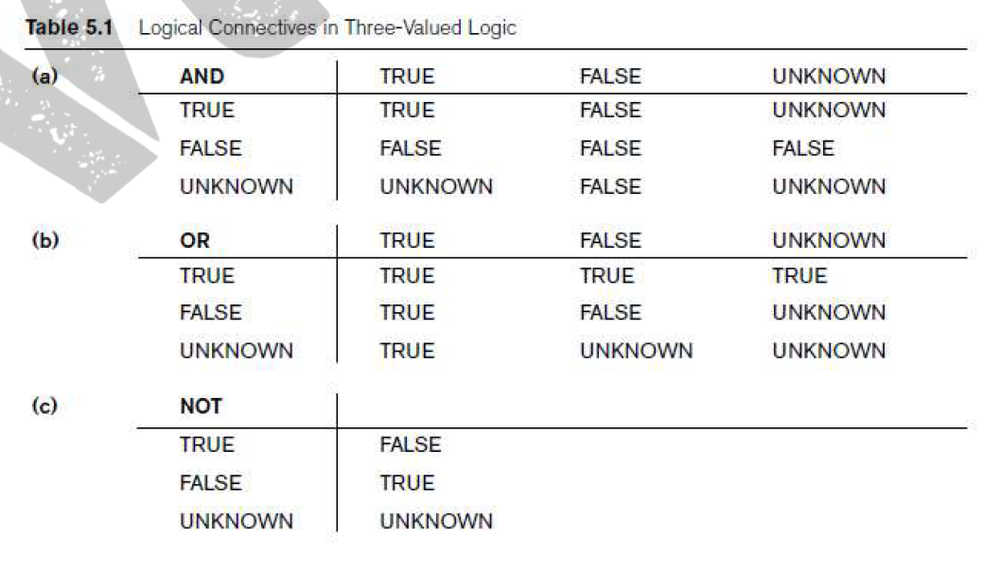 Table 5.1 Logical Connectives in Three-Valued Logic
(a) AND TRUE FALSE UNKNOWN
TRUE TRUE FALSE UNKNOWN
FALSE FALSE FALSE FALSE
UNKNOWN UNKNOWN FALSE UNKNOWN
(b) OR TRUE FALSE UNKNOWN
TRUE TRUE TRUE TRUE
FALSE TRUE FALSE UNKNOWN
UNKNOWN TRUE UNKNOWN UNKNOWN
(c) NOT
TRUE FALSE
FALSE TRUE
UNKNOWN UNKNOWN